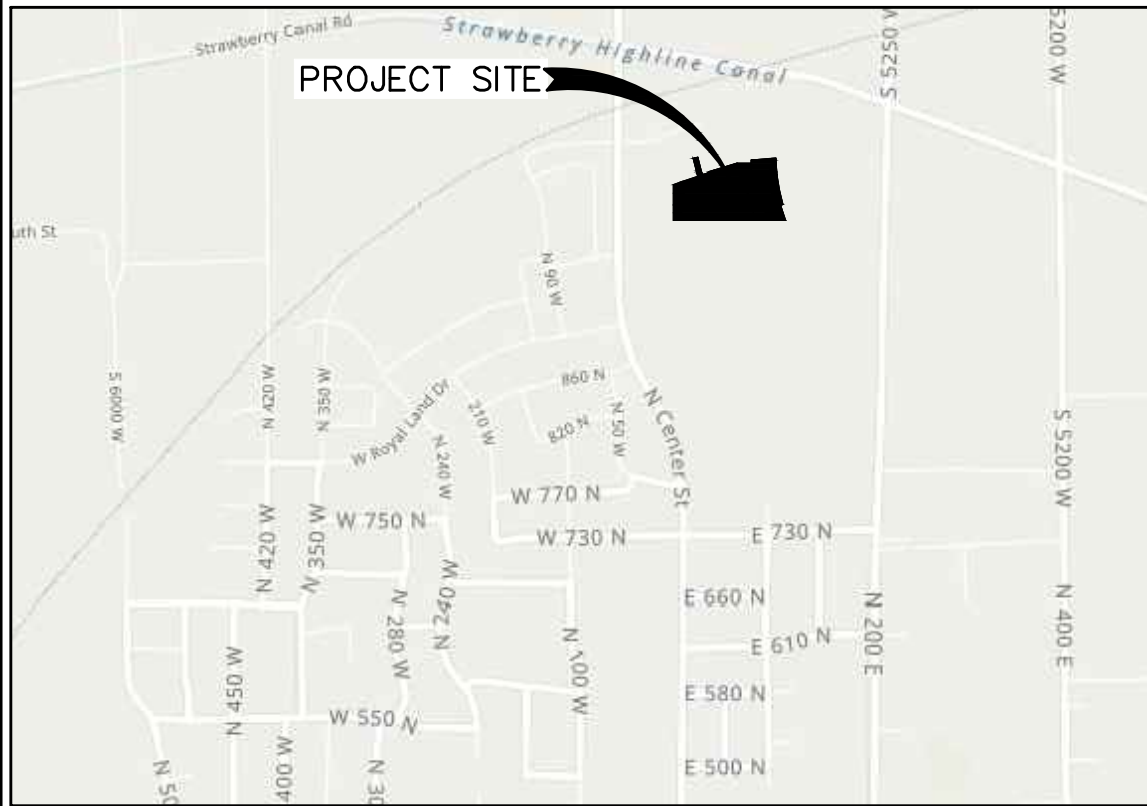 Strawberry Canal Rd
Strawberry Highline Canal
S 5250 W
5200 W
PROJECT SITE
uth St
N 90 W
S 6000 W
N 420 W
N 350 W
W Royal Land Dr
210 W
860 N
820 N
N 50 W
N Center St
N 240 W
S 5200 W
W 770 N
W 750 N
W 730 N
E 730 N
N 420 W
N 350 W
N 280 W
N 240 W
N 100 W
E 660 N
E 610 N
N 200 E
N 400 E
N 450 W
W 550 N
E 580 N
N 50
400 W
N 30
E 500 N